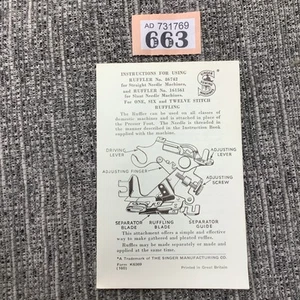 AD 731769
663
INSTRUCTIONS FOR USING
RUFFLER No. 86742
for Straight Needle Machines,
and RUFFLER No. 161561
for Slant Needle Machines,
For ONE, SIX and TWELVE STITCH
RUFFLING
The Ruffler can be used on all classes of
domestic machines and is attached in place of
the Presser Foot. The Needle is threaded in
the manner described in the Instruction Book
supplied with the machine.
DRIVING
LEVER
ADJUSTING
LEVER
ADJUSTING FINGER
ADJUSTING
SCREW
SEPARATOR
BLADE
RUFFLING
BLADE
SEPARATOR
GUIDE
This attachment offers a simple and effective
way to make gathered and pleated ruffles.
Ruffles may be made separately or made and
applied at the same time.
*A Trademark of THE SINGER MANUFACTURING CO.
Form
Printed in Great Britain